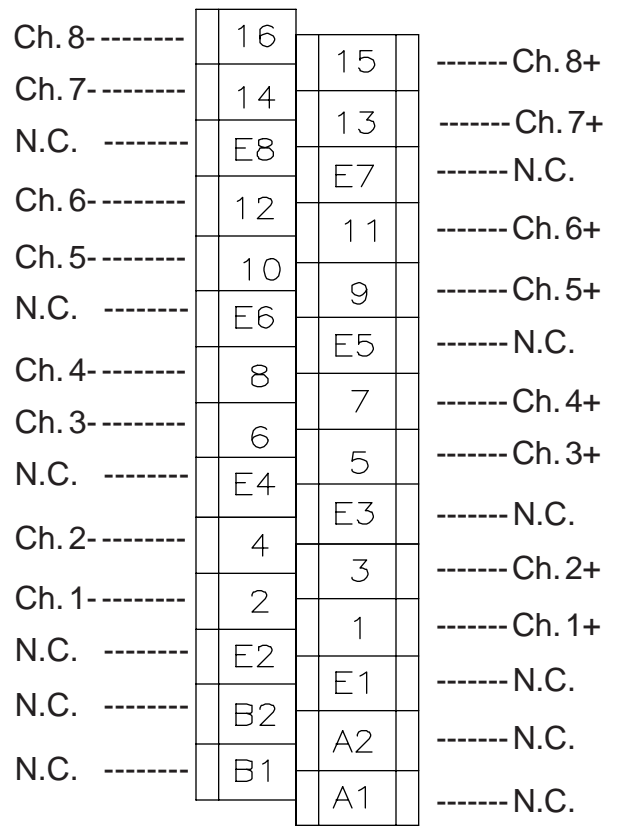 Ch. 8- -------- 16
15 ------- Ch. 8+
Ch. 7- -------- 14
13 ------- Ch. 7+
N.C. -------- E8
E7 ------- N.C.
Ch. 6- -------- 12
11 ------- Ch. 6+
Ch. 5- -------- 10
9 ------- Ch. 5+
N.C. -------- E6
E5 ------- N.C.
Ch. 4- -------- 8
7 ------- Ch. 4+
Ch. 3- -------- 6
5 ------- Ch. 3+
N.C. -------- E4
E3 ------- N.C.
Ch. 2- -------- 4
3 ------- Ch. 2+
Ch. 1- -------- 2
1 ------- Ch. 1+
N.C. -------- E2
E1 ------- N.C.
N.C. -------- B2
A2 ------- N.C.
N.C. -------- B1
A1 ------- N.C.